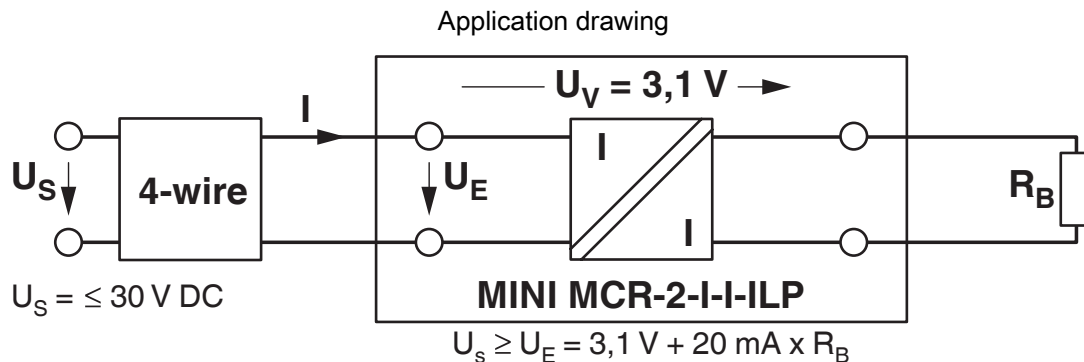 Application drawing
U_V = 3,1 V
I
U_S
4-wire
U_E
I
I
R_B
U_S = ≤ 30 V DC
MINI MCR-2-I-I-ILP
U_s ≥ U_E = 3,1 V + 20 mA x R_B